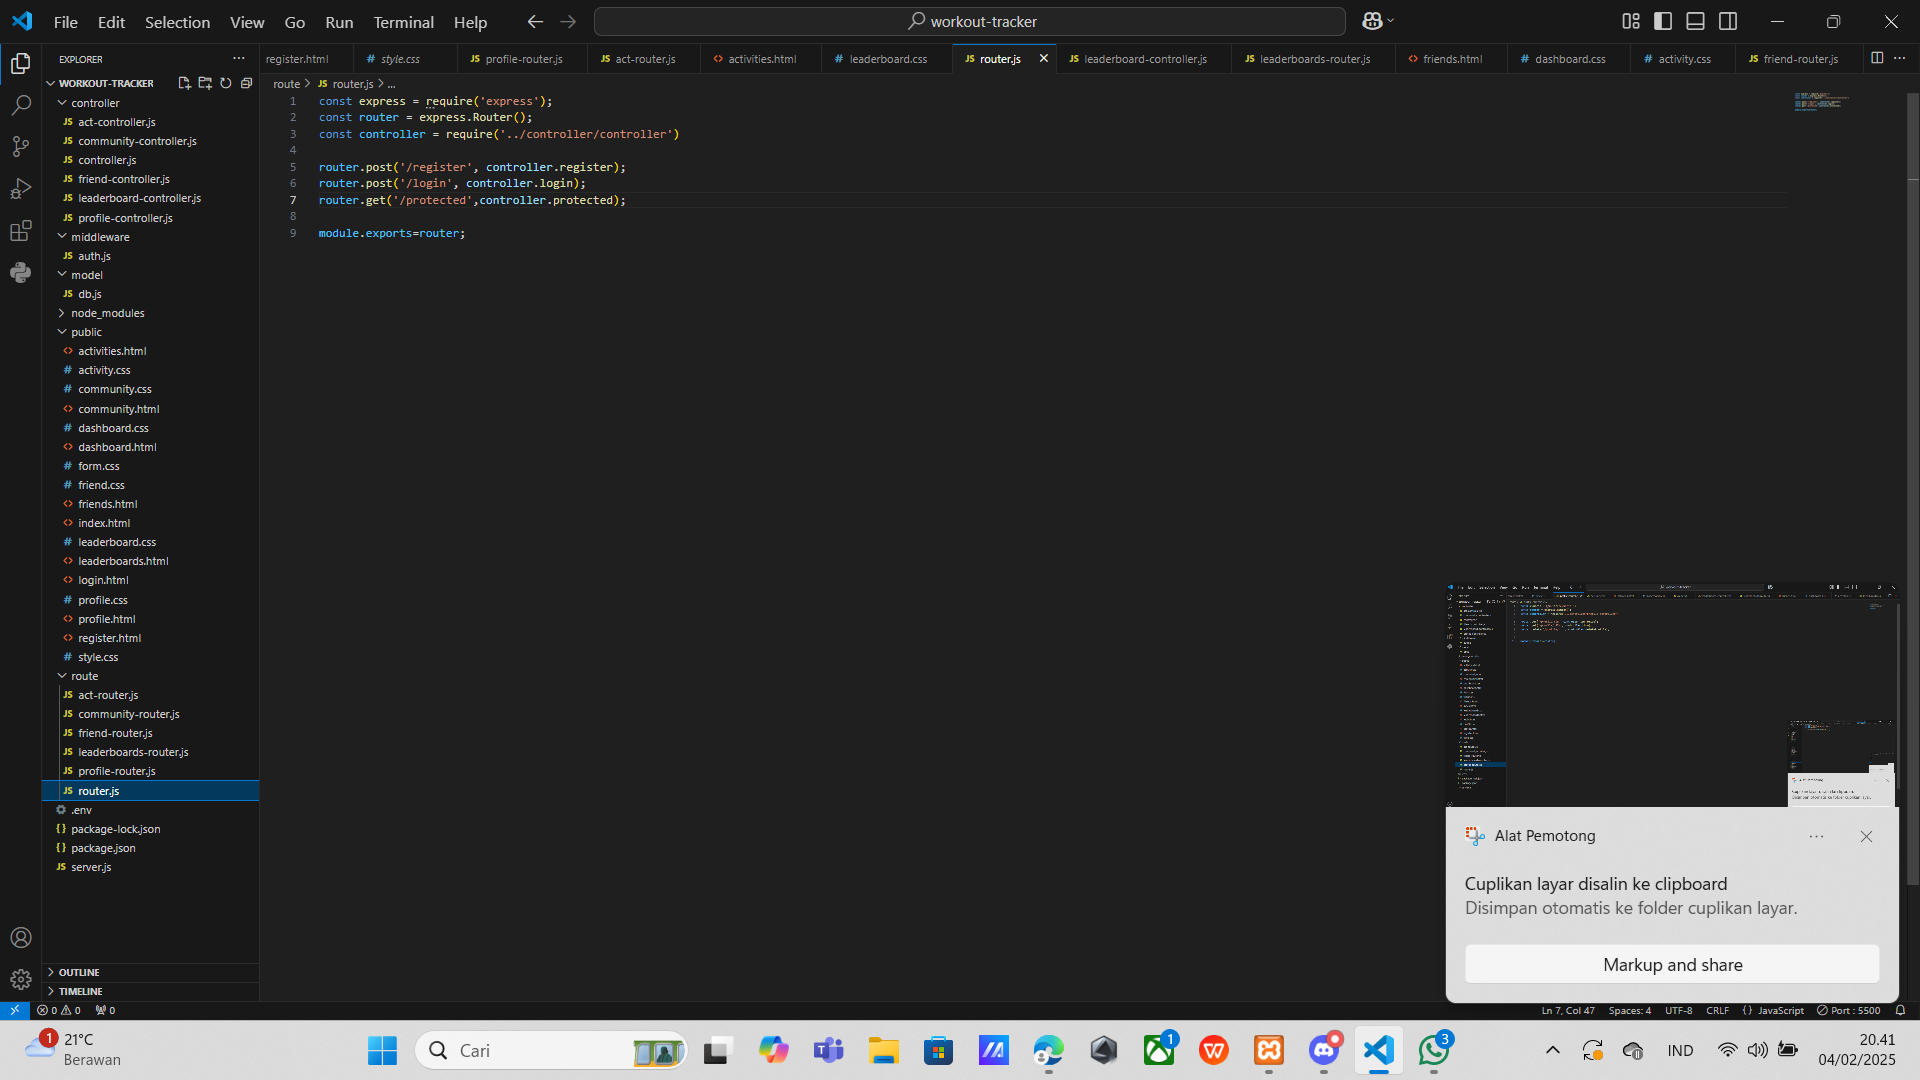 File Edit Selection View Go Run Terminal Help
workout-tracker
EXPLORER
register.html
style.css
profile-router.js
act-router.js
activities.html
leaderboard.css
router.js
leaderboard-controller.js
leaderboards-router.js
friends.html
dashboard.css
activity.css
friend-router.js
WORKOUT-TRACKER
controller
act-controller.js
community-controller.js
controller.js
friend-controller.js
leaderboard-controller.js
profile-controller.js
middleware
auth.js
model
db.js
node_modules
public
activities.html
activity.css
community.css
community.html
dashboard.css
dashboard.html
form.css
friend.css
friends.html
index.html
leaderboard.css
leaderboards.html
login.html
profile.css
profile.html
register.html
style.css
route
act-router.js
community-router.js
friend-router.js
leaderboards-router.js
profile-router.js
router.js
.env
package-lock.json
package.json
server.js
OUTLINE
TIMELINE
route > JS router.js > ...
1 const express = require('express');
2 const router = express.Router();
3 const controller = require('../controller/controller')
4
5 router.post('/register', controller.register);
6 router.post('/login', controller.login);
7 router.get('/protected',controller.protected);
8
9 module.exports=router;
Alat Pemotong
Cuplikan layar disalin ke clipboard
Disimpan otomatis ke folder cuplikan layar.
Markup and share
0 0 0
Ln 7, Col 47 Spaces: 4 UTF-8 CRLF {} JavaScript Port : 5500
1 21°C
Berawan
Cari
1
3
IND
20.41
04/02/2025